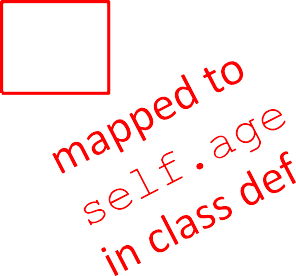 mapped to
self.age
in class def